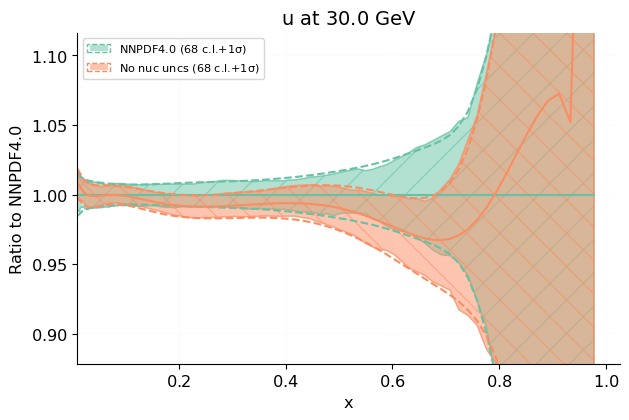 u at 30.0 GeV
NNPDF4.0 (68 c.l.+1σ)
No nuc uncs (68 c.l.+1σ)
Ratio to NNPDF4.0
1.10
1.05
1.00
0.95
0.90
0.2 0.4 0.6 0.8 1.0
x